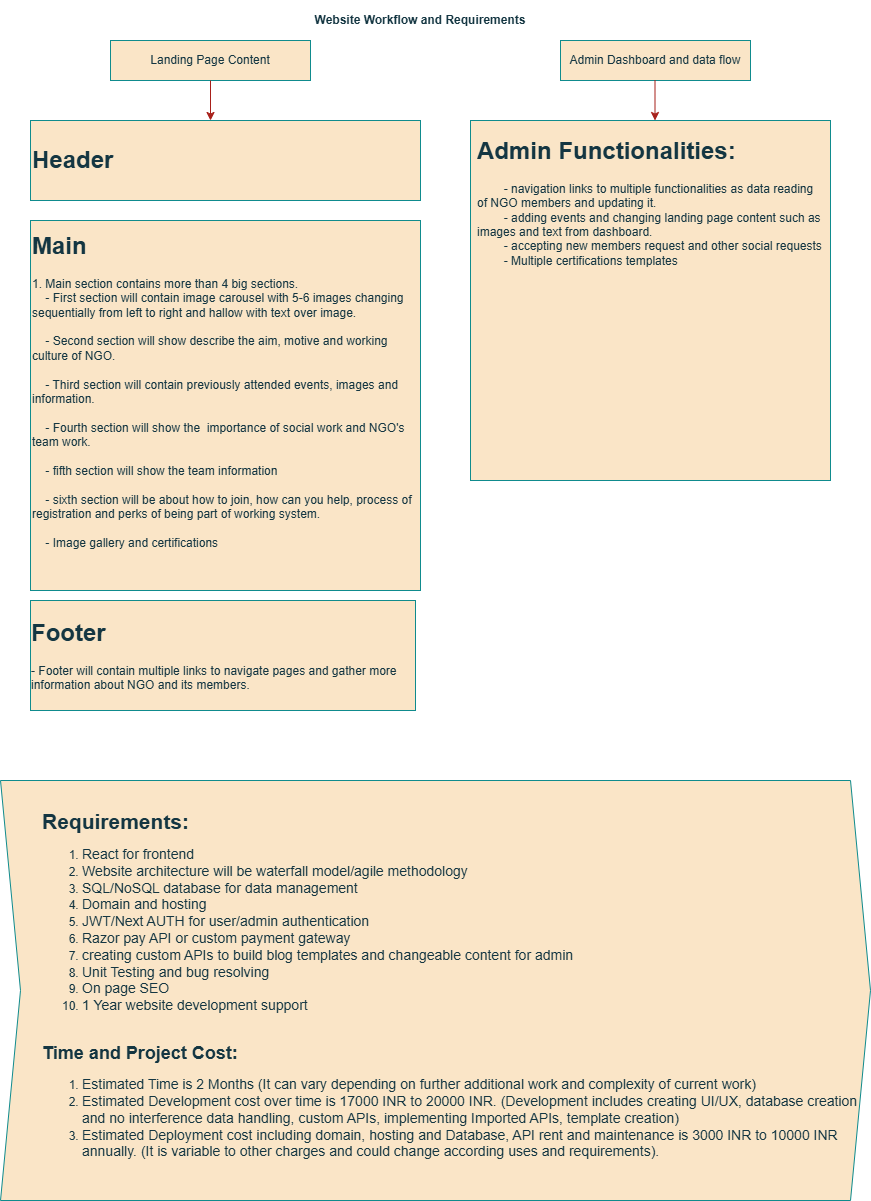 Website Workflow and Requirements
Landing Page Content
Admin Dashboard and data flow
Header
Main
1. Main section contains more than 4 big sections.
- First section will contain image carousel with 5-6 images changing
sequentially from left to right and hallow with text over image.
- Second section will show describe the aim, motive and working
culture of NGO.
- Third section will contain previously attended events, images and
information.
- Fourth section will show the  importance of social work and NGO's
team work.
- fifth section will show the team information
- sixth section will be about how to join, how can you help, process of
registration and perks of being part of working system.
- Image gallery and certifications
Footer
- Footer will contain multiple links to navigate pages and gather more
information about NGO and its members.
Admin Functionalities:
- navigation links to multiple functionalities as data reading
of NGO members and updating it.
- adding events and changing landing page content such as
images and text from dashboard.
- accepting new members request and other social requests
- Multiple certifications templates
Requirements:
1. React for frontend
2. Website architecture will be waterfall model/agile methodology
3. SQL/NoSQL database for data management
4. Domain and hosting
5. JWT/Next AUTH for user/admin authentication
6. Razor pay API or custom payment gateway
7. creating custom APIs to build blog templates and changeable content for admin
8. Unit Testing and bug resolving
9. On page SEO
10. 1 Year website development support
Time and Project Cost:
1. Estimated Time is 2 Months (It can vary depending on further additional work and complexity of current work)
2. Estimated Development cost over time is 17000 INR to 20000 INR. (Development includes creating UI/UX, database creation
and no interference data handling, custom APIs, implementing Imported APIs, template creation)
3. Estimated Deployment cost including domain, hosting and Database, API rent and maintenance is 3000 INR to 10000 INR
annually. (It is variable to other charges and could change according uses and requirements).